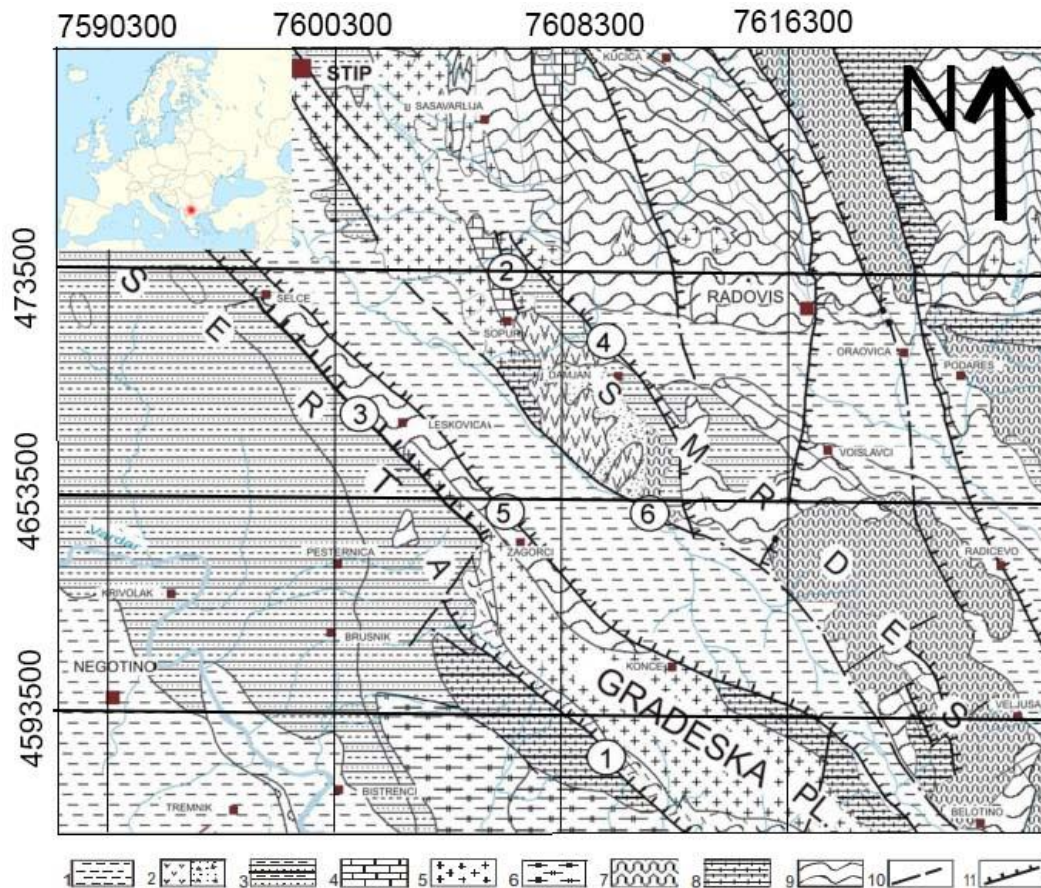 7590300 7600300 7608300 7616300
N
STIP
KUCICA
SASAVARLIJA
473500
S E R T A
SELCE
2
RADOVIS
SOPUR
4
ORAOVICA
DAMJAN
PODARES
3
LESKOVICA
S M R D E S
VOISLAVCI
463500
4653500
5
6
Vardar
ZAGORCI
PESTERNICA
RADICEVO
KRIVOLAK
BRUSNIK
NEGOTINO
KONCE
GRADESKA PL.
VELJUSA
4593500
1
BISTRENCI
TREMNIK
BELOTINO
1 2 3 4 5 6 7 8 9 10 11